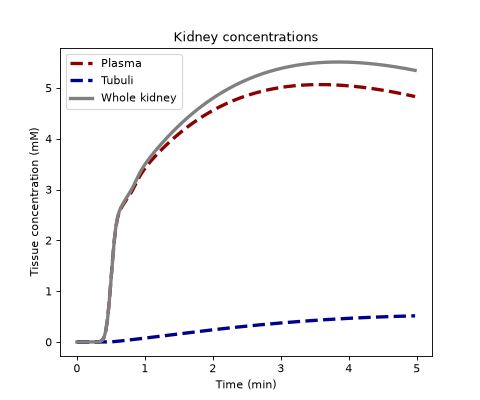 Kidney concentrations
Plasma
Tubuli
Whole kidney
Tissue concentration (mM)
5
4
3
2
1
0
0 1 2 3 4 5
Time (min)